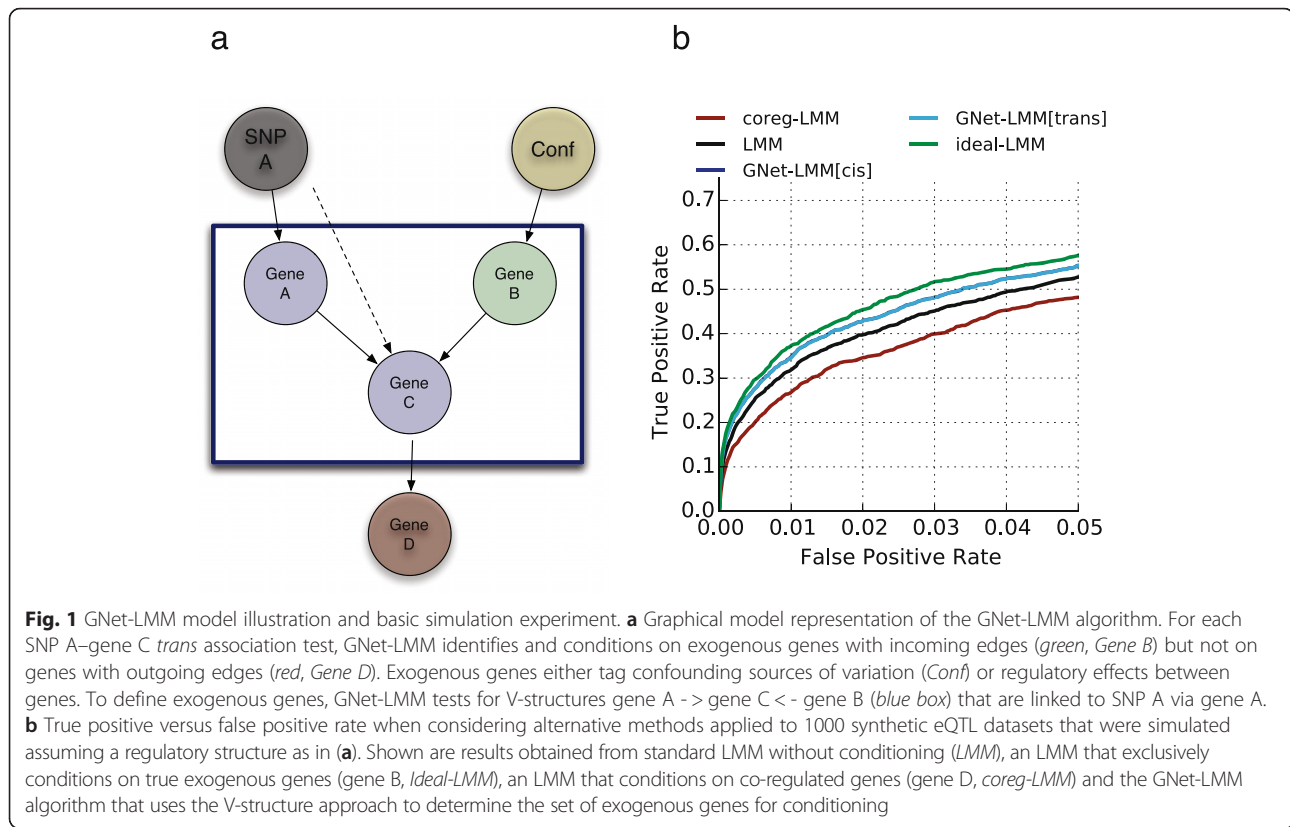 a
SNP
A
Conf
Gene
A
Gene
B
Gene
C
Gene
D
b
coreg-LMM
LMM
GNet-LMM[cis]
GNet-LMM[trans]
ideal-LMM
True Positive Rate
0.7
0.6
0.5
0.4
0.3
0.2
0.1
0.0
0.00 0.01 0.02 0.03 0.04 0.05
False Positive Rate
Fig. 1 GNet-LMM model illustration and basic simulation experiment. a Graphical model representation of the GNet-LMM algorithm. For each
SNP A–gene C trans association test, GNet-LMM identifies and conditions on exogenous genes with incoming edges (green, Gene B) but not on
genes with outgoing edges (red, Gene D). Exogenous genes either tag confounding sources of variation (Conf) or regulatory effects between
genes. To define exogenous genes, GNet-LMM tests for V-structures gene A - > gene C < - gene B (blue box) that are linked to SNP A via gene A.
b True positive versus false positive rate when considering alternative methods applied to 1000 synthetic eQTL datasets that were simulated
assuming a regulatory structure as in (a). Shown are results obtained from standard LMM without conditioning (LMM), an LMM that exclusively
conditions on true exogenous genes (gene B, Ideal-LMM), an LMM that conditions on co-regulated genes (gene D, coreg-LMM) and the GNet-LMM
algorithm that uses the V-structure approach to determine the set of exogenous genes for conditioning